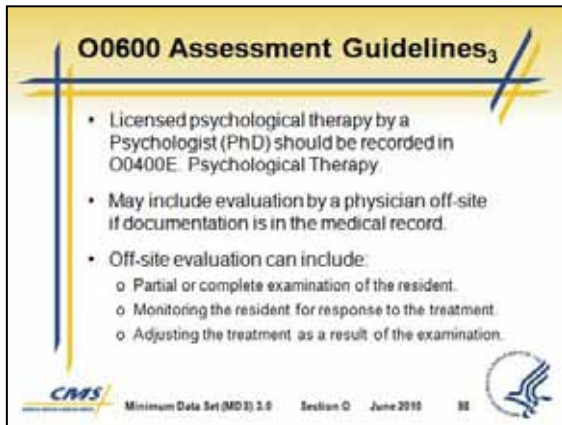 O0600 Assessment Guidelines3
• Licensed psychological therapy by a
Psychologist (PhD) should be recorded in
O0400E. Psychological Therapy.
• May include evaluation by a physician off-site
if documentation is in the medical record.
• Off-site evaluation can include:
o Partial or complete examination of the resident.
o Monitoring the resident for response to the treatment.
o Adjusting the treatment as a result of the examination.
CMS Minimum Data Set (MDS) 3.0 Section O June 2010